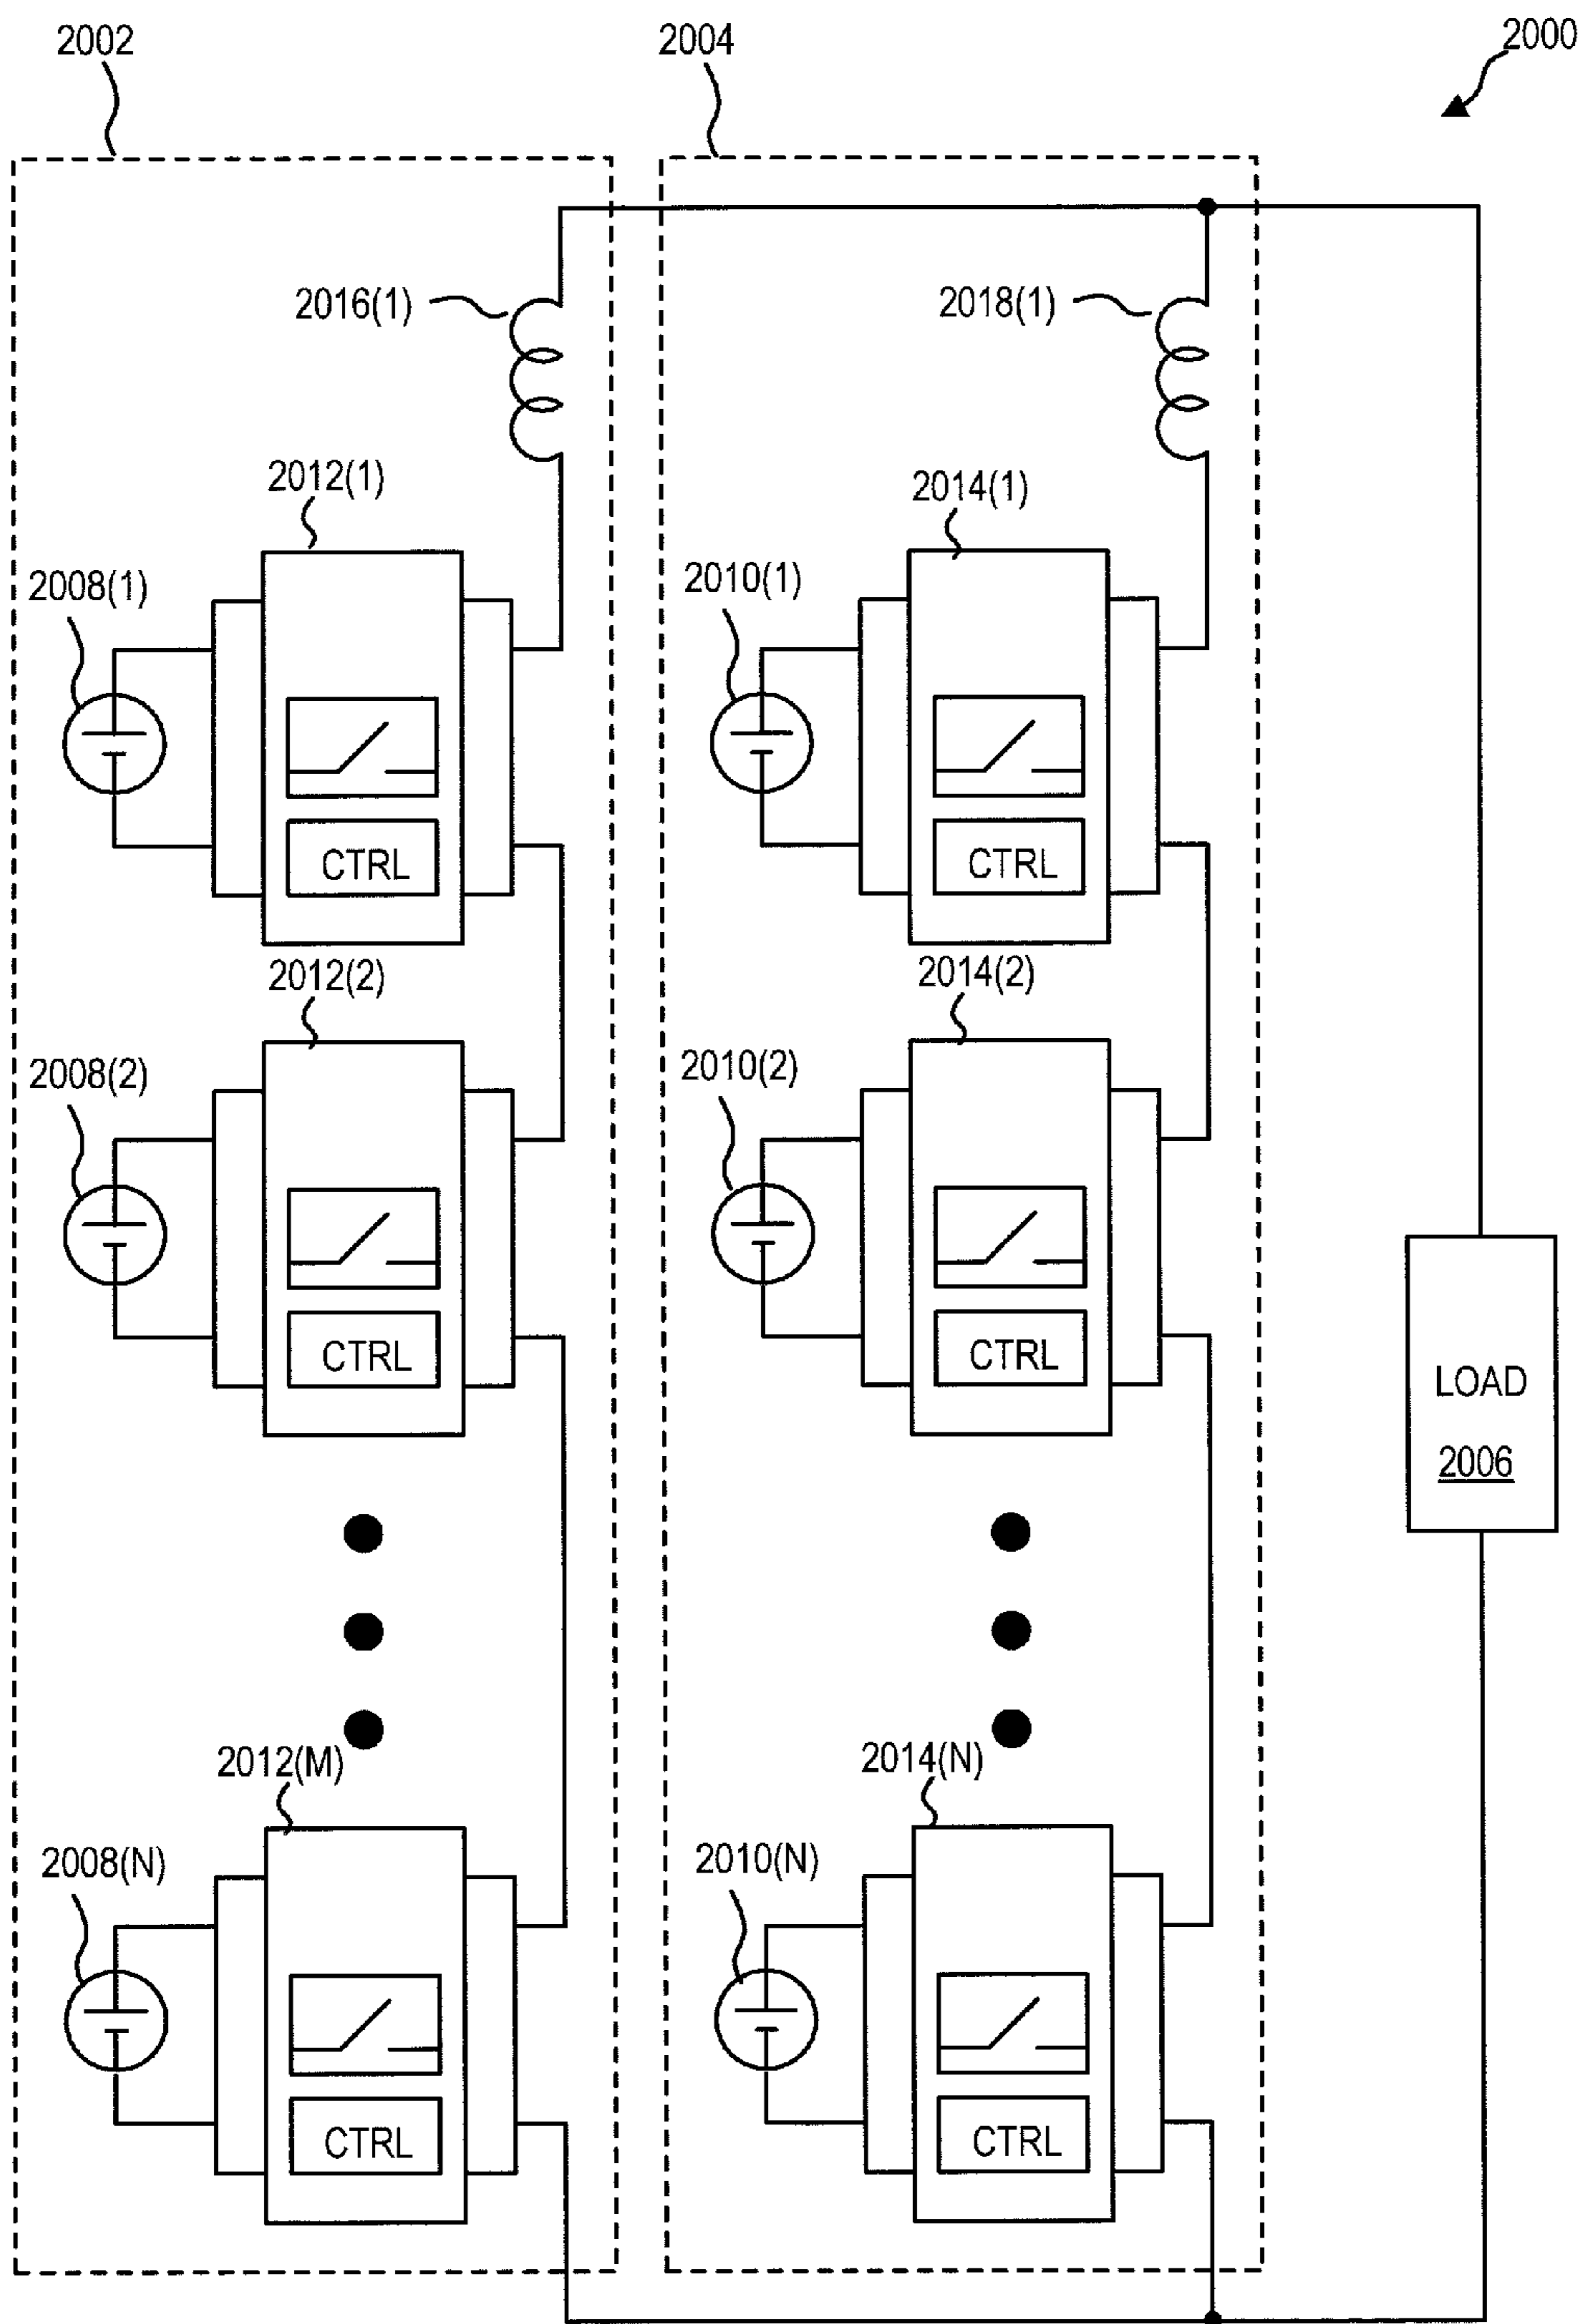 2002
2004
2000
2016(1)
2018(1)
2012(1)
2014(1)
2008(1)
2010(1)
CTRL
CTRL
2012(2)
2014(2)
2008(2)
2010(2)
CTRL
CTRL
LOAD
2006
2012(M)
2014(N)
2008(N)
2010(N)
CTRL
CTRL